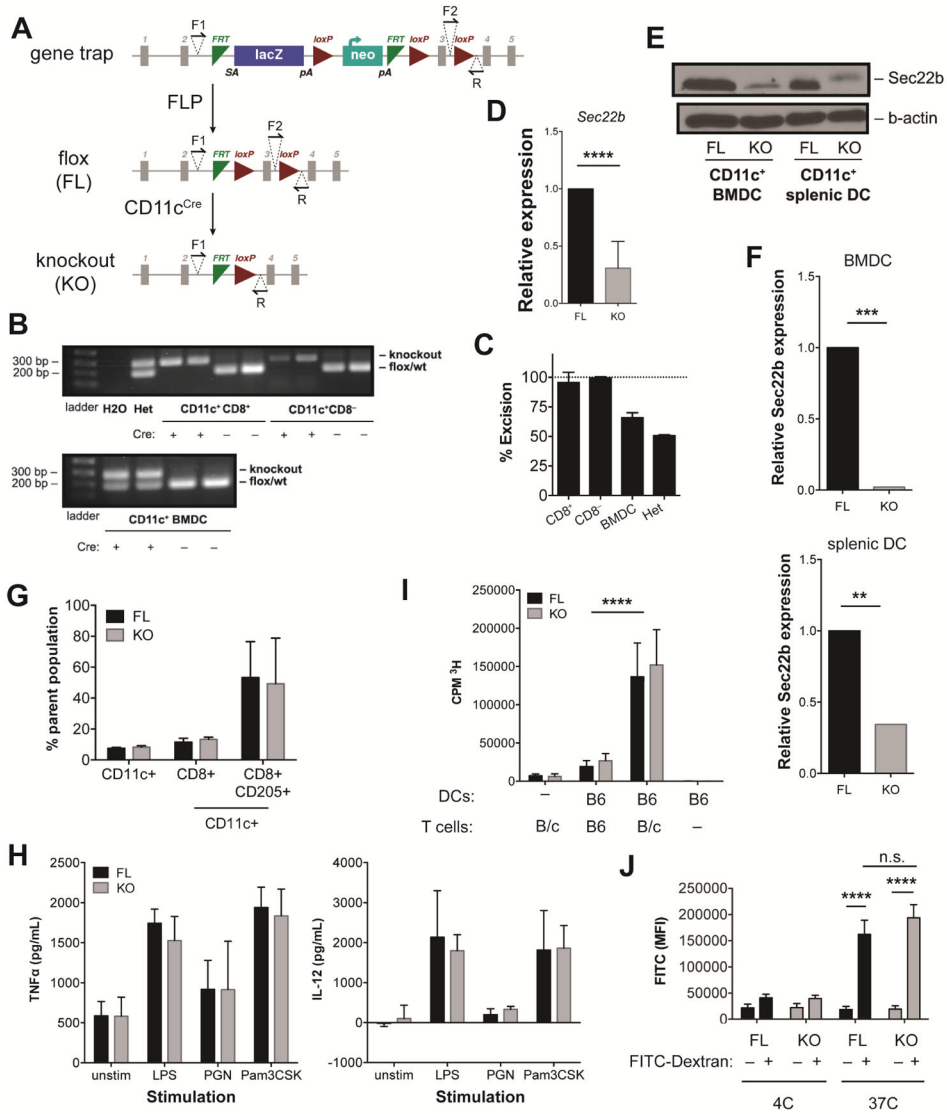 A
gene trap
1 2 F1 FRT lacZ loxP neo FRT loxP 3 F2 loxP 4 5
SA pA pA R
FLP
flox
(FL)
1 2 F1 FRT loxP 3 F2 loxP 4 5
R
CD11cCre
knockout
(KO)
1 2 F1 FRT loxP 4 5
R
B
300 bp –
200 bp –
– knockout
– flox/wt
ladder H2O Het CD11c+ CD8+ CD11c+CD8–
Cre: + + – – + + – –
300 bp –
200 bp –
– knockout
– flox/wt
ladder
CD11c+ BMDC
Cre: + + – –
D
Sec22b
Relative expression
1.5
1.0
0.5
0.0
****
FL KO
C
% Excision
100
75
50
25
0
CD8+ CD8– BMDC Het
E
– Sec22b
– b-actin
FL KO FL KO
CD11c+
BMDC
CD11c+
splenic DC
F
BMDC
Relative Sec22b expression
1.5
1.0
0.5
0.0
***
FL KO
splenic DC
Relative Sec22b expression
1.5
1.0
0.5
0.0
**
FL KO
G
% parent population
100
80
60
40
20
0
FL
KO
CD11c+ CD8+ CD8+
CD205+
CD11c+
I
CPM 3H
250000
200000
150000
100000
50000
0
FL
KO
****
DCs: – B6 B6 B6
T cells: B/c B6 B/c –
H
TNFα (pg/mL)
2500
2000
1500
1000
500
0
FL
KO
unstim LPS PGN Pam3CSK
Stimulation
IL-12 (pg/mL)
4000
3000
2000
1000
0
-1000
unstim LPS PGN Pam3CSK
Stimulation
J
FITC (MFI)
250000
200000
150000
100000
50000
0
n.s.
**** ****
FL KO FL KO
FITC-Dextran: – + – + – + – +
4C 37C